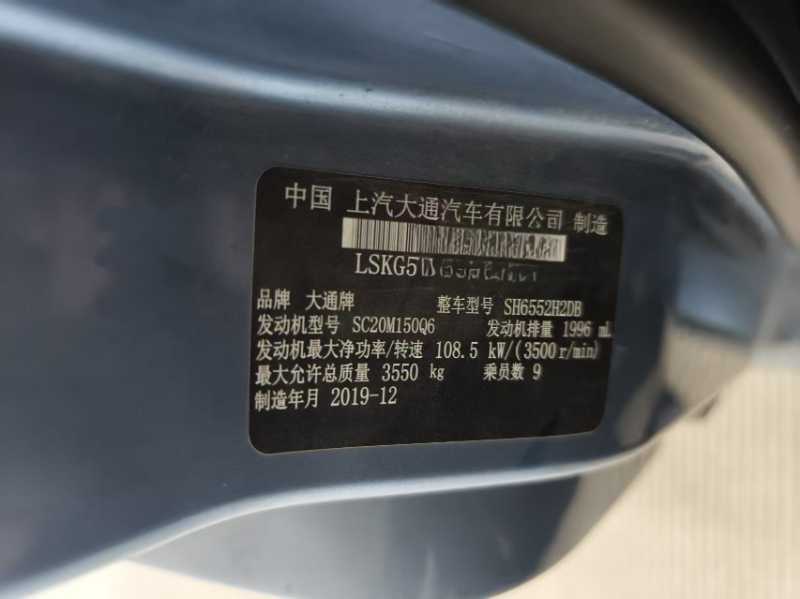 中国 上汽大通汽车有限公司 制造
LSKG5
品牌 大通牌 整车型号 SH6552H2DB
发动机型号 SC20M150Q6 发动机排量 1996 mL
发动机最大净功率/转速 108.5 kW/(3500r/min)
最大允许总质量 3550 kg 乘员数 9
制造年月 2019-12